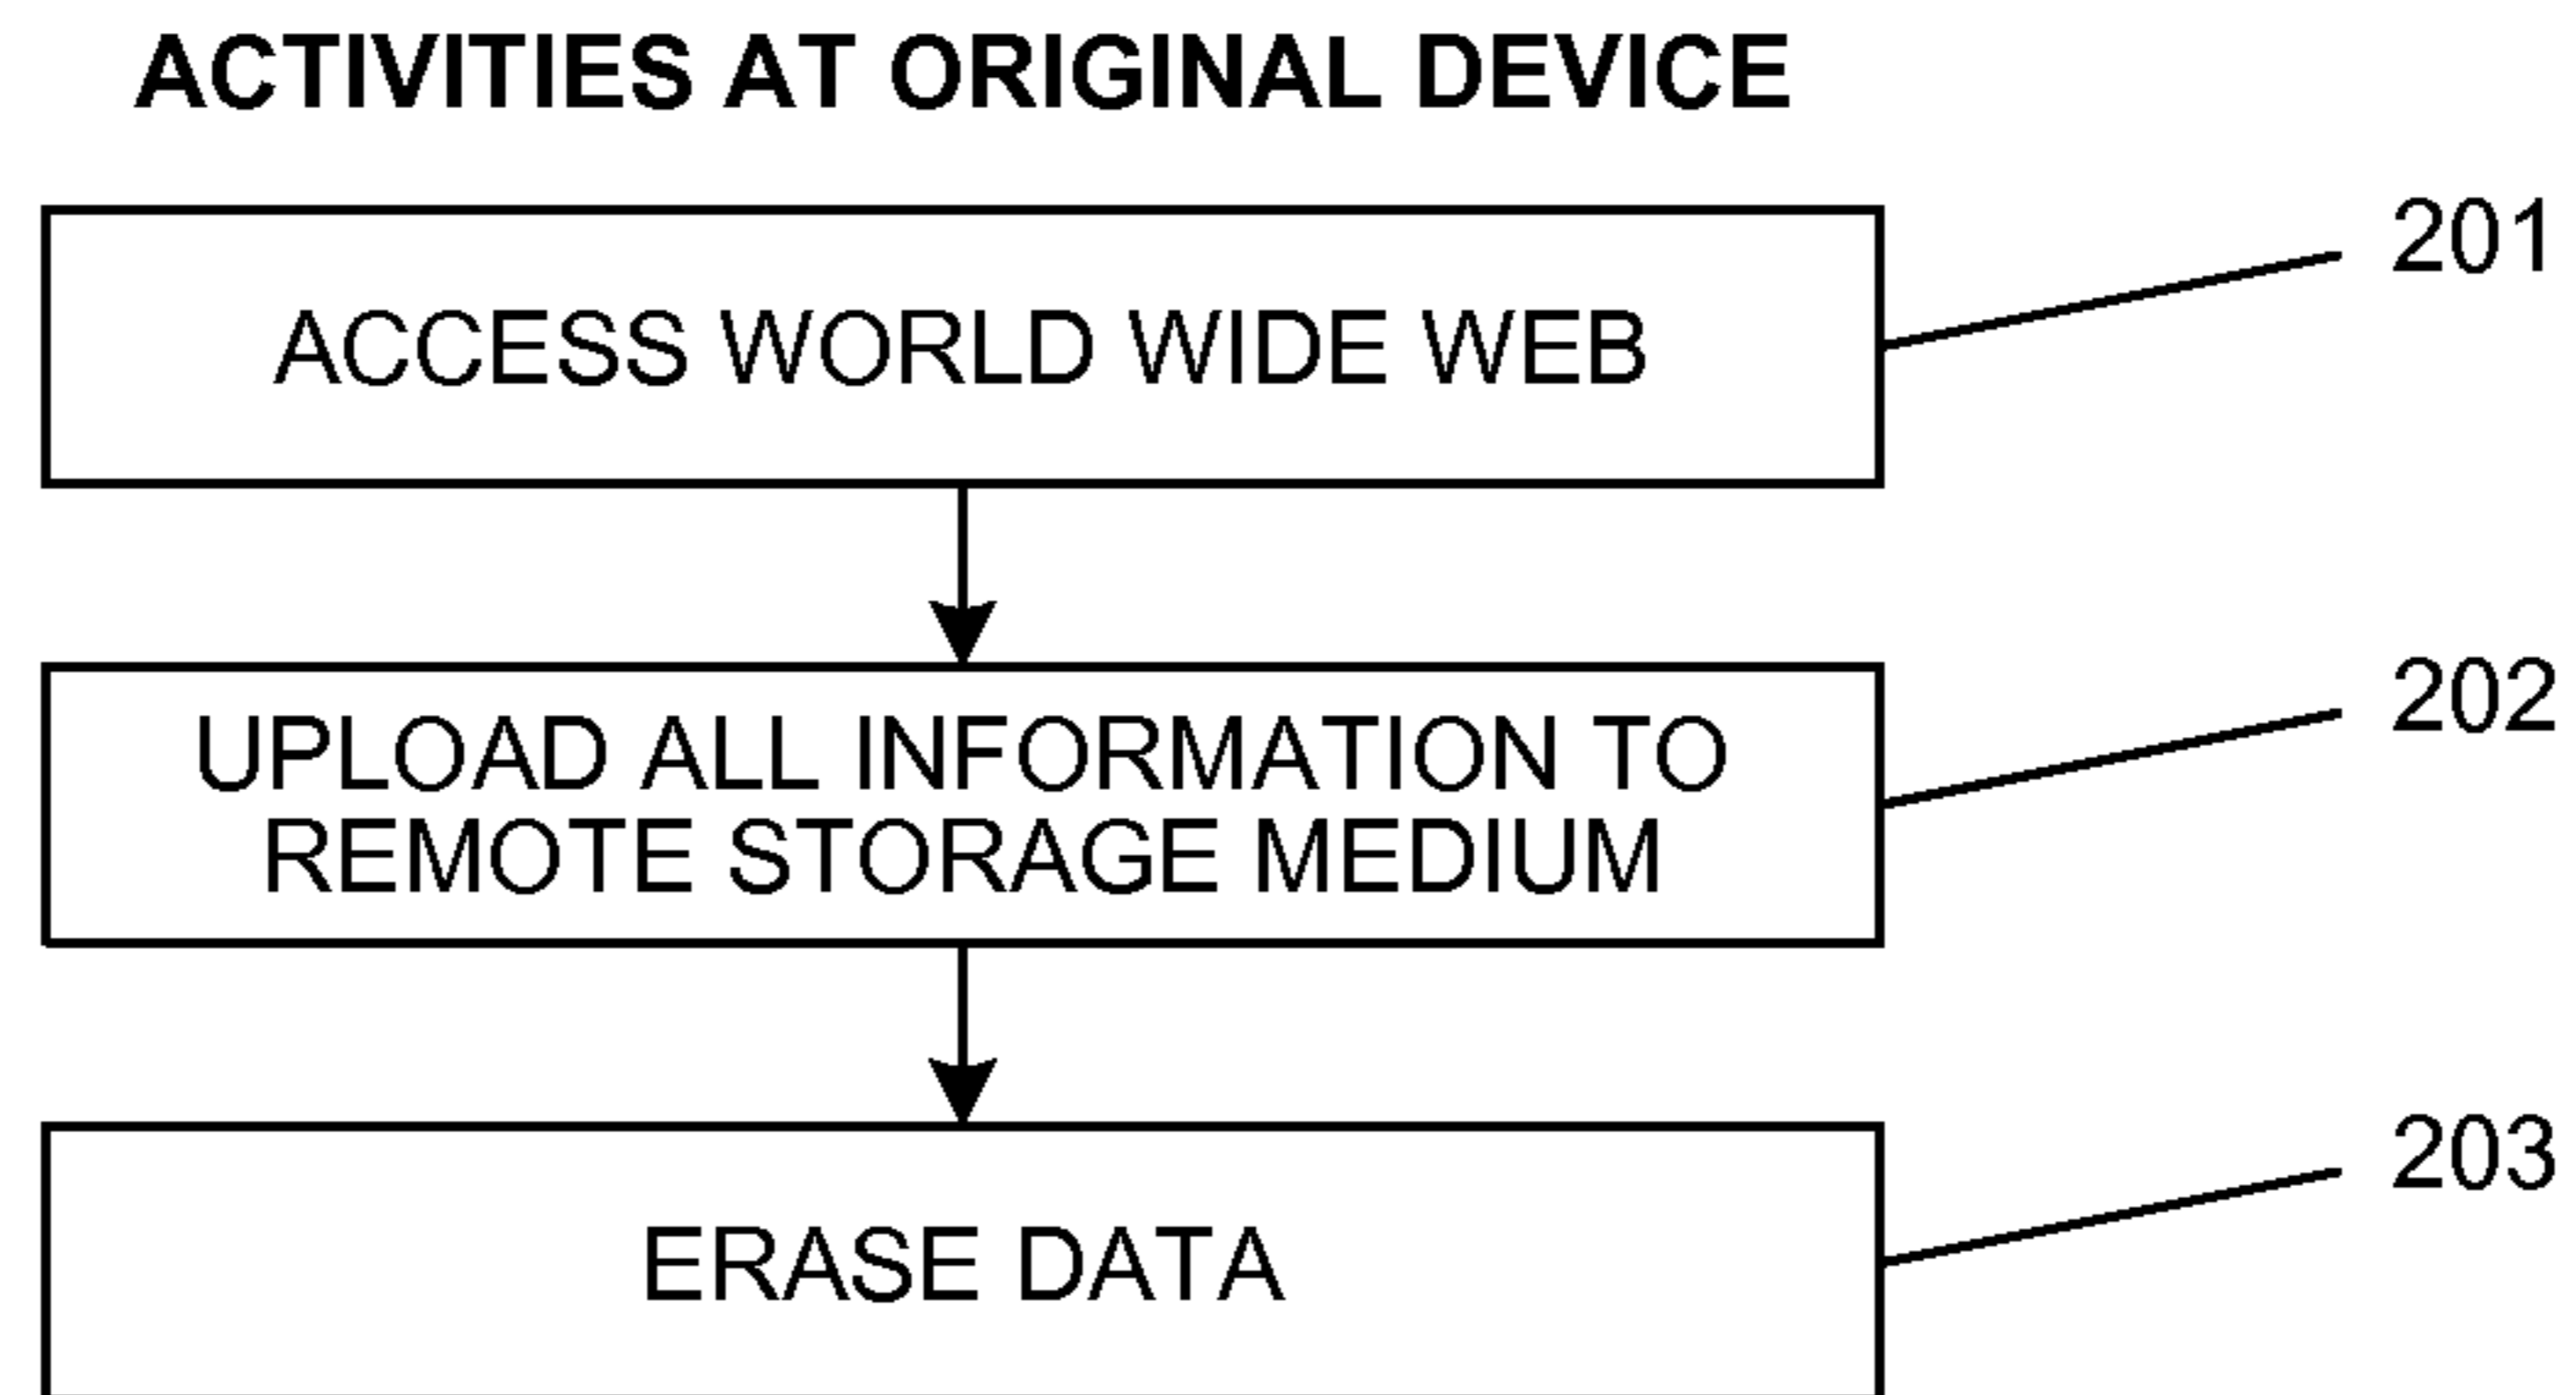 ACTIVITIES AT ORIGINAL DEVICE
201
ACCESS WORLD WIDE WEB
202
UPLOAD ALL INFORMATION TO
REMOTE STORAGE MEDIUM
203
ERASE DATA